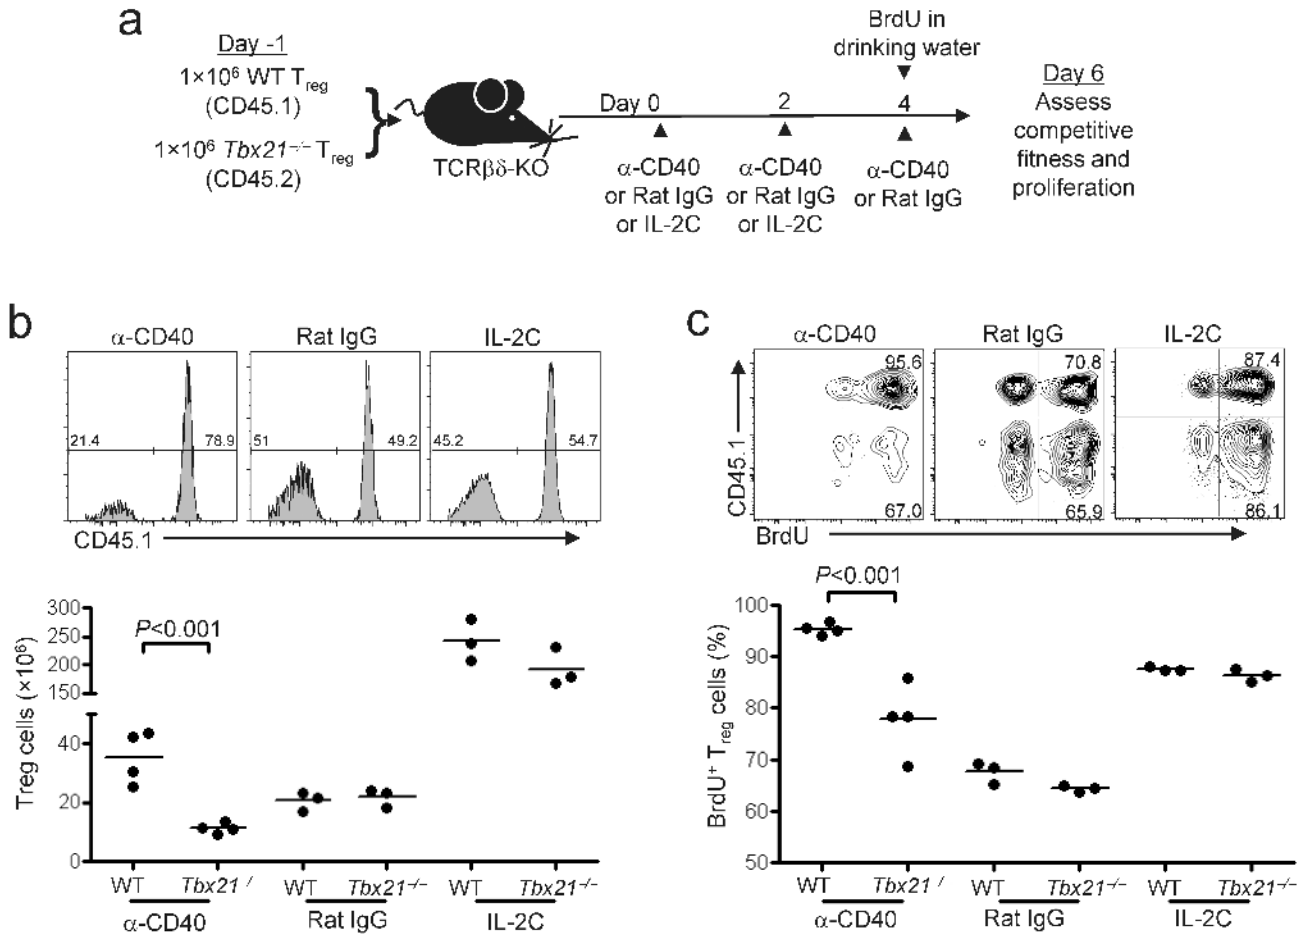 a
Day -1
1×10⁶ WT Treg
(CD45.1)
1×10⁶ Tbx21⁻/⁻ Treg
(CD45.2)
TCRβδ-KO
BrdU in
drinking water
Day 0
2
4
α-CD40
or Rat IgG
or IL-2C
α-CD40
or Rat IgG
or IL-2C
α-CD40
or Rat IgG
Day 6
Assess
competitive
fitness and
proliferation
b
α-CD40
Rat IgG
IL-2C
21.4
78.9
51
49.2
45.2
54.7
CD45.1
Treg cells (×10⁶)
300
250
200
150
40
20
0
P<0.001
WT
Tbx21 /
WT
Tbx21⁻/⁻
WT
Tbx21⁻/⁻
α-CD40
Rat IgG
IL-2C
c
α-CD40
Rat IgG
IL-2C
95.6
70.8
87.4
67.0
65.9
86.1
CD45.1
BrdU
BrdU⁺ Treg cells (%)
100
90
80
70
60
50
P<0.001
WT
Tbx21 /
WT
Tbx21⁻/⁻
WT
Tbx21⁻/⁻
α-CD40
Rat IgG
IL-2C